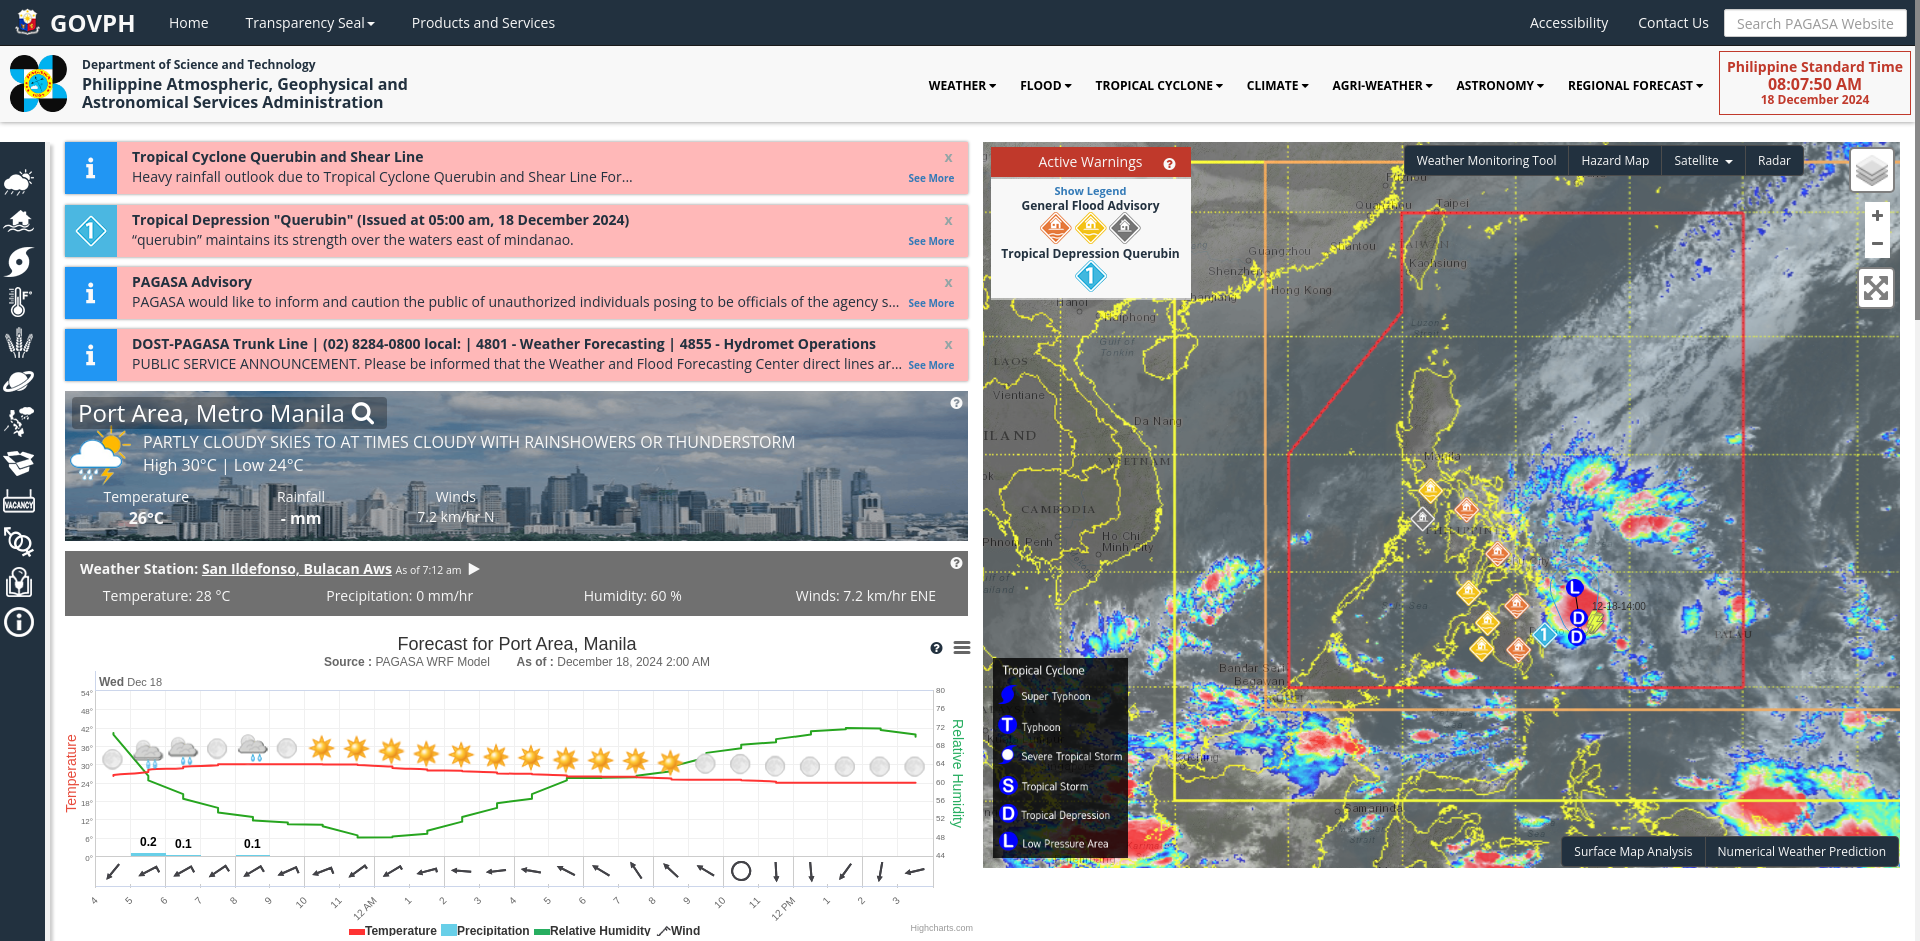 GOVPH
Home
Transparency Seal
Products and Services
Accessibility
Contact Us
Search PAGASA Website
Department of Science and Technology
Philippine Atmospheric, Geophysical and
Astronomical Services Administration
WEATHER
FLOOD
TROPICAL CYCLONE
CLIMATE
AGRI-WEATHER
ASTRONOMY
REGIONAL FORECAST
Philippine Standard Time
08:07:50 AM
18 December 2024
Tropical Cyclone Querubin and Shear Line
x
Heavy rainfall outlook due to Tropical Cyclone Querubin and Shear Line For...
See More
1
Tropical Depression "Querubin" (Issued at 05:00 am, 18 December 2024)
x
“querubin” maintains its strength over the waters east of mindanao.
See More
PAGASA Advisory
x
PAGASA would like to inform and caution the public of unauthorized individuals posing to be officials of the agency s...
See More
DOST-PAGASA Trunk Line | (02) 8284-0800 local: | 4801 - Weather Forecasting | 4855 - Hydromet Operations
x
PUBLIC SERVICE ANNOUNCEMENT. Please be informed that the Weather and Flood Forecasting Center direct lines ar...
See More
VACANCY
Port Area, Metro Manila
PARTLY CLOUDY SKIES TO AT TIMES CLOUDY WITH RAINSHOWERS OR THUNDERSTORM
High 30°C | Low 24°C
Temperature
Rainfall
Winds
26°C
- mm
7.2 km/hr N
Weather Station: San Ildefonso, Bulacan Aws As of 7:12 am
Temperature: 28 °C
Precipitation: 0 mm/hr
Humidity: 60 %
Winds: 7.2 km/hr ENE
Forecast for Port Area, Manila
Source : PAGASA WRF Model
As of : December 18, 2024 2:00 AM
Wed Dec 18
Temperature
54°
48°
42°
36°
30°
24°
18°
12°
6°
0°
0.2
0.1
0.1
80
76
72
68
64
60
56
52
48
44
Relative Humidity
4
5
6
7
8
9
10
11
12 AM
1
2
3
4
5
6
7
8
9
10
11
12 PM
1
2
3
Temperature
Precipitation
Relative Humidity
Wind
Highcharts.com
Active Warnings
Show Legend
General Flood Advisory
Tropical Depression Querubin
1
Weather Monitoring Tool
Hazard Map
Satellite
Radar
+
−
Taipei
Guangzhou
Shantou
Shenzhen
Kaohsiung
Hong Kong
Hanoi
Haiphong
Gulf of
Tonkin
LAOS
Vientiane
Da Nang
VIETNAM
Manila
CAMBODIA
Phnom Penh
Ho Chi
Minh City
L
12-18-14:00
D
D
1
PALAU
Bandar Seri
Begawan
Samarinda
Tropical Cyclone
Super Typhoon
T Typhoon
Severe Tropical Storm
S Tropical Storm
D Tropical Depression
L Low Pressure Area
Surface Map Analysis
Numerical Weather Prediction